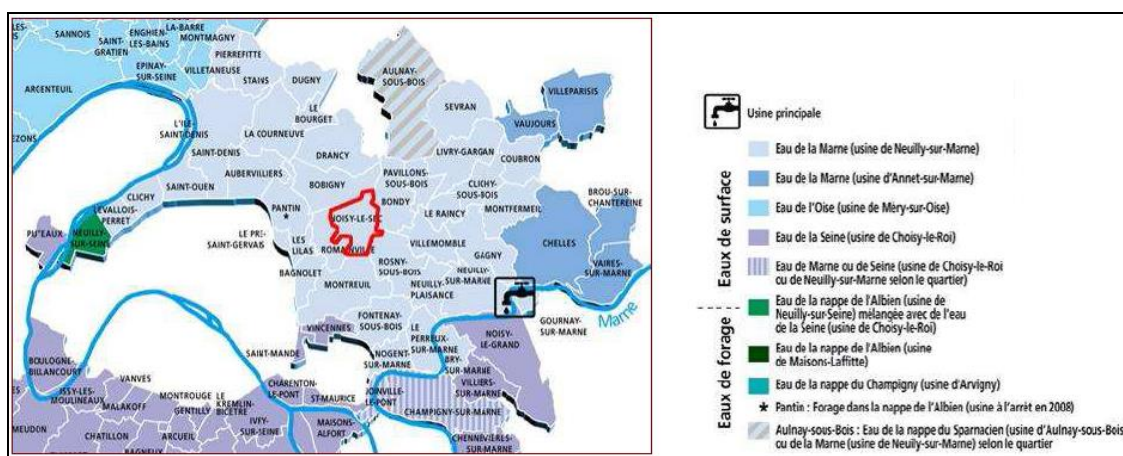 SANNOIS
SAINT-GRATIEN
ENGHIEN-LES-BAINS
LA-BARRE
MONTMAGNY
PIERREFITTE
EPINAY-SUR-SEINE
VILLETANEUSE
STAINS
DUGNY
ARGENTEUIL
EZONS
L'ILE-SAINT-DENIS
LE BOURGET
AULNAY-SOUS-BOIS
SEVRAN
VILLEPARISIS
VAUJOURS
LA COURNEUVE
SAINT-DENIS
DRANCY
LIVRY-GARGAN
COUBRON
AUBERVILLIERS
BOBIGNY
PAVILLONS-SOUS-BOIS
CLICHY-SOUS-BOIS
BROU-SUR-CHANTEREINE
CLICHY
SAINT-OUEN
PANTIN
NOISY-LE-SEC
BONDY
LE RAINCY
MONTFERMEIL
LEVALLOIS-PERRET
NEUILLY-SUR-SEINE
PUTEAUX
LE PRE-SAINT-GERVAIS
LES LILAS
ROMAINVILLE
VILLEMOMBLE
GAGNY
CHELLES
VAIRES-SUR-MARNE
BAGNOLET
ROSNY-SOUS-BOIS
NEUILLY-SUR-MARNE
MONTREUIL
NEUILLY-PLAISANCE
Marne
GOURNAY-SUR-MARNE
FONTENAY-SOUS-BOIS
VINCENNES
LE PERREUX-SUR-MARNE
NOISY-LE-GRAND
SAINT-MANDE
NOGENT-SUR-MARNE
BRY-SUR-MARNE
BOULOGNE-BILLANCOURT
ISSY-LES-MOULINEAUX
VANVES
MALAKOFF
MONTROUGE
GENTILLY
LE KREMLIN-BICETRE
CHARENTON-LE-PONT
ST-MAURICE
JOINVILLE-LE-PONT
VILLIERS-SUR-MARNE
CHAMPIGNY-SUR-MARNE
MEUDON
CHATILLON
ARCUEIL
IVRY-SUR-SEINE
MAISONS-ALFORT
CHENNEVIÈRES-SUR-MARNE
BAGNEUX
Usine principale
Eaux de surface
Eau de la Marne (usine de Neuilly-sur-Marne)
Eau de la Marne (usine d'Annet-sur-Marne)
Eau de l'Oise (usine de Méry-sur-Oise)
Eau de la Seine (usine de Choisy-le-Roi)
Eau de Marne ou de Seine (usine de Choisy-le-Roi
ou de Neuilly-sur-Marne selon le quartier)
Eaux de forage
Eau de la nappe de l'Albien (usine de
Neuilly-sur-Seine) mélangée avec de l'eau
de la Seine (usine de Choisy-le-Roi)
Eau de la nappe de l'Albien (usine
de Maisons-Laffitte)
Eau de la nappe du Champigny (usine d'Arvigny)
★ Pantin : Forage dans la nappe de l'Albien (usine à l'arrêt en 2008)
Aulnay-sous-Bois : Eau de la nappe du Sparnacien (usine d'Aulnay-sous-Bois)
ou de la Marne (usine de Neuilly-sur-Marne) selon le quartier